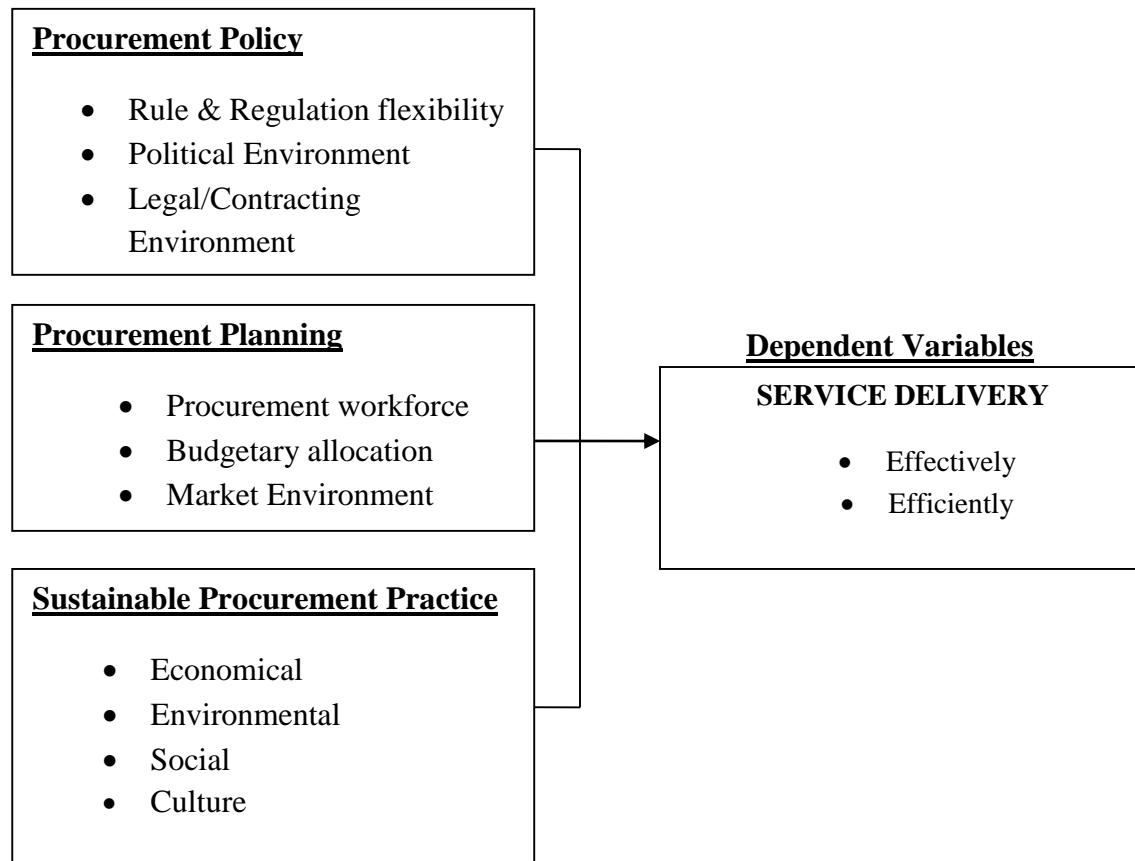 Procurement Policy
• Rule & Regulation flexibility
• Political Environment
• Legal/Contracting
Environment
Procurement Planning
• Procurement workforce
• Budgetary allocation
• Market Environment
Sustainable Procurement Practice
• Economical
• Environmental
• Social
• Culture
Dependent Variables
SERVICE DELIVERY
• Effectively
• Efficiently